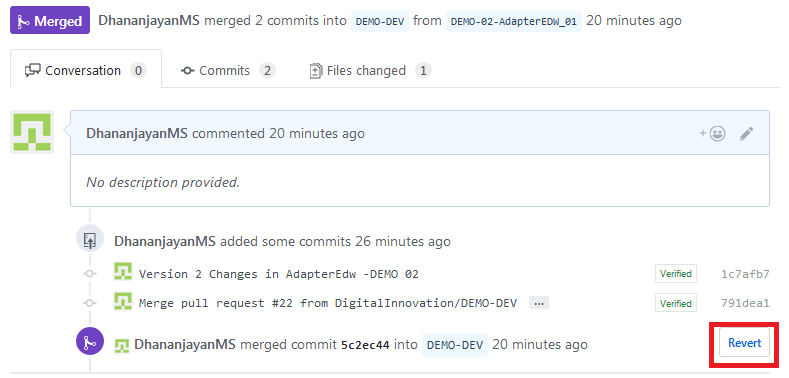 Merged DhananjayanMS merged 2 commits into DEMO-DEV from DEMO-02-AdapterEDW_01 20 minutes ago
Conversation 0 Commits 2 Files changed 1
DhananjayanMS commented 20 minutes ago +
No description provided.
DhananjayanMS added some commits 26 minutes ago
Version 2 Changes in AdapterEdw -DEMO 02 Verified 1c7afb7
Merge pull request #22 from DigitalInnovation/DEMO-DEV ... Verified 791dea1
DhananjayanMS merged commit 5c2ec44 into DEMO-DEV 20 minutes ago Revert